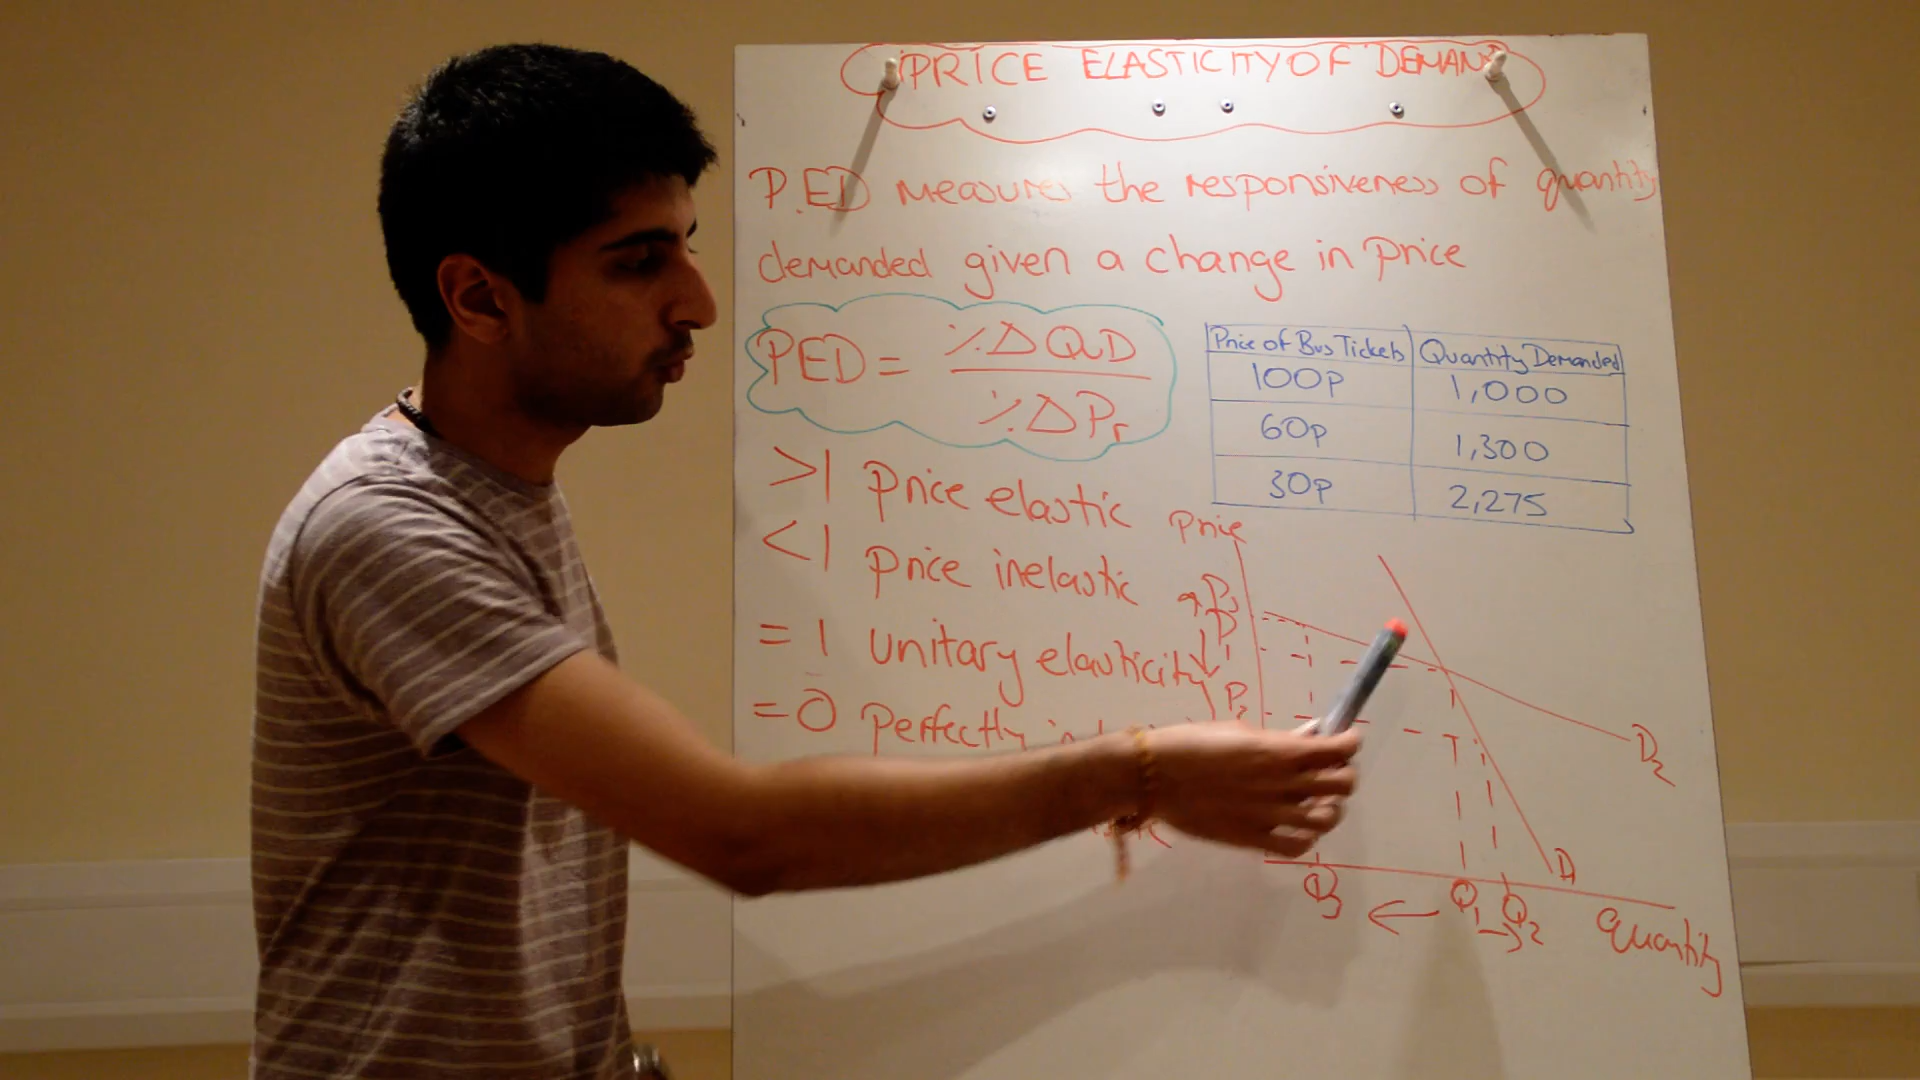 PRICE ELASTICITY OF DEMAND
P.ED measures the responsiveness of quantity
demanded given a change in price
PED = %ΔQD
%ΔPr
Price of Bus Tickets Quantity Demanded
100p 1,000
60p 1,300
30p 2,275
>1 price elastic
<1 price inelastic
=1 unitary elasticity
=0 perfectly
price
P3
P1
P2
D2
D1
Q3 Q1 Q2
quantity